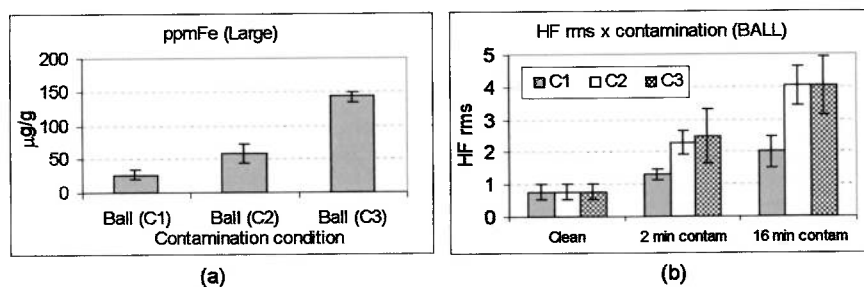 ppmFe (Large)
200
150
100
50
0
µg/g
Ball (C1) Ball (C2) Ball (C3)
Contamination condition
(a)
HF rms x contamination (BALL)
5
4
3
2
1
0
HF rms
C1 C2 C3
Clean 2 min contam 16 min contam
(b)